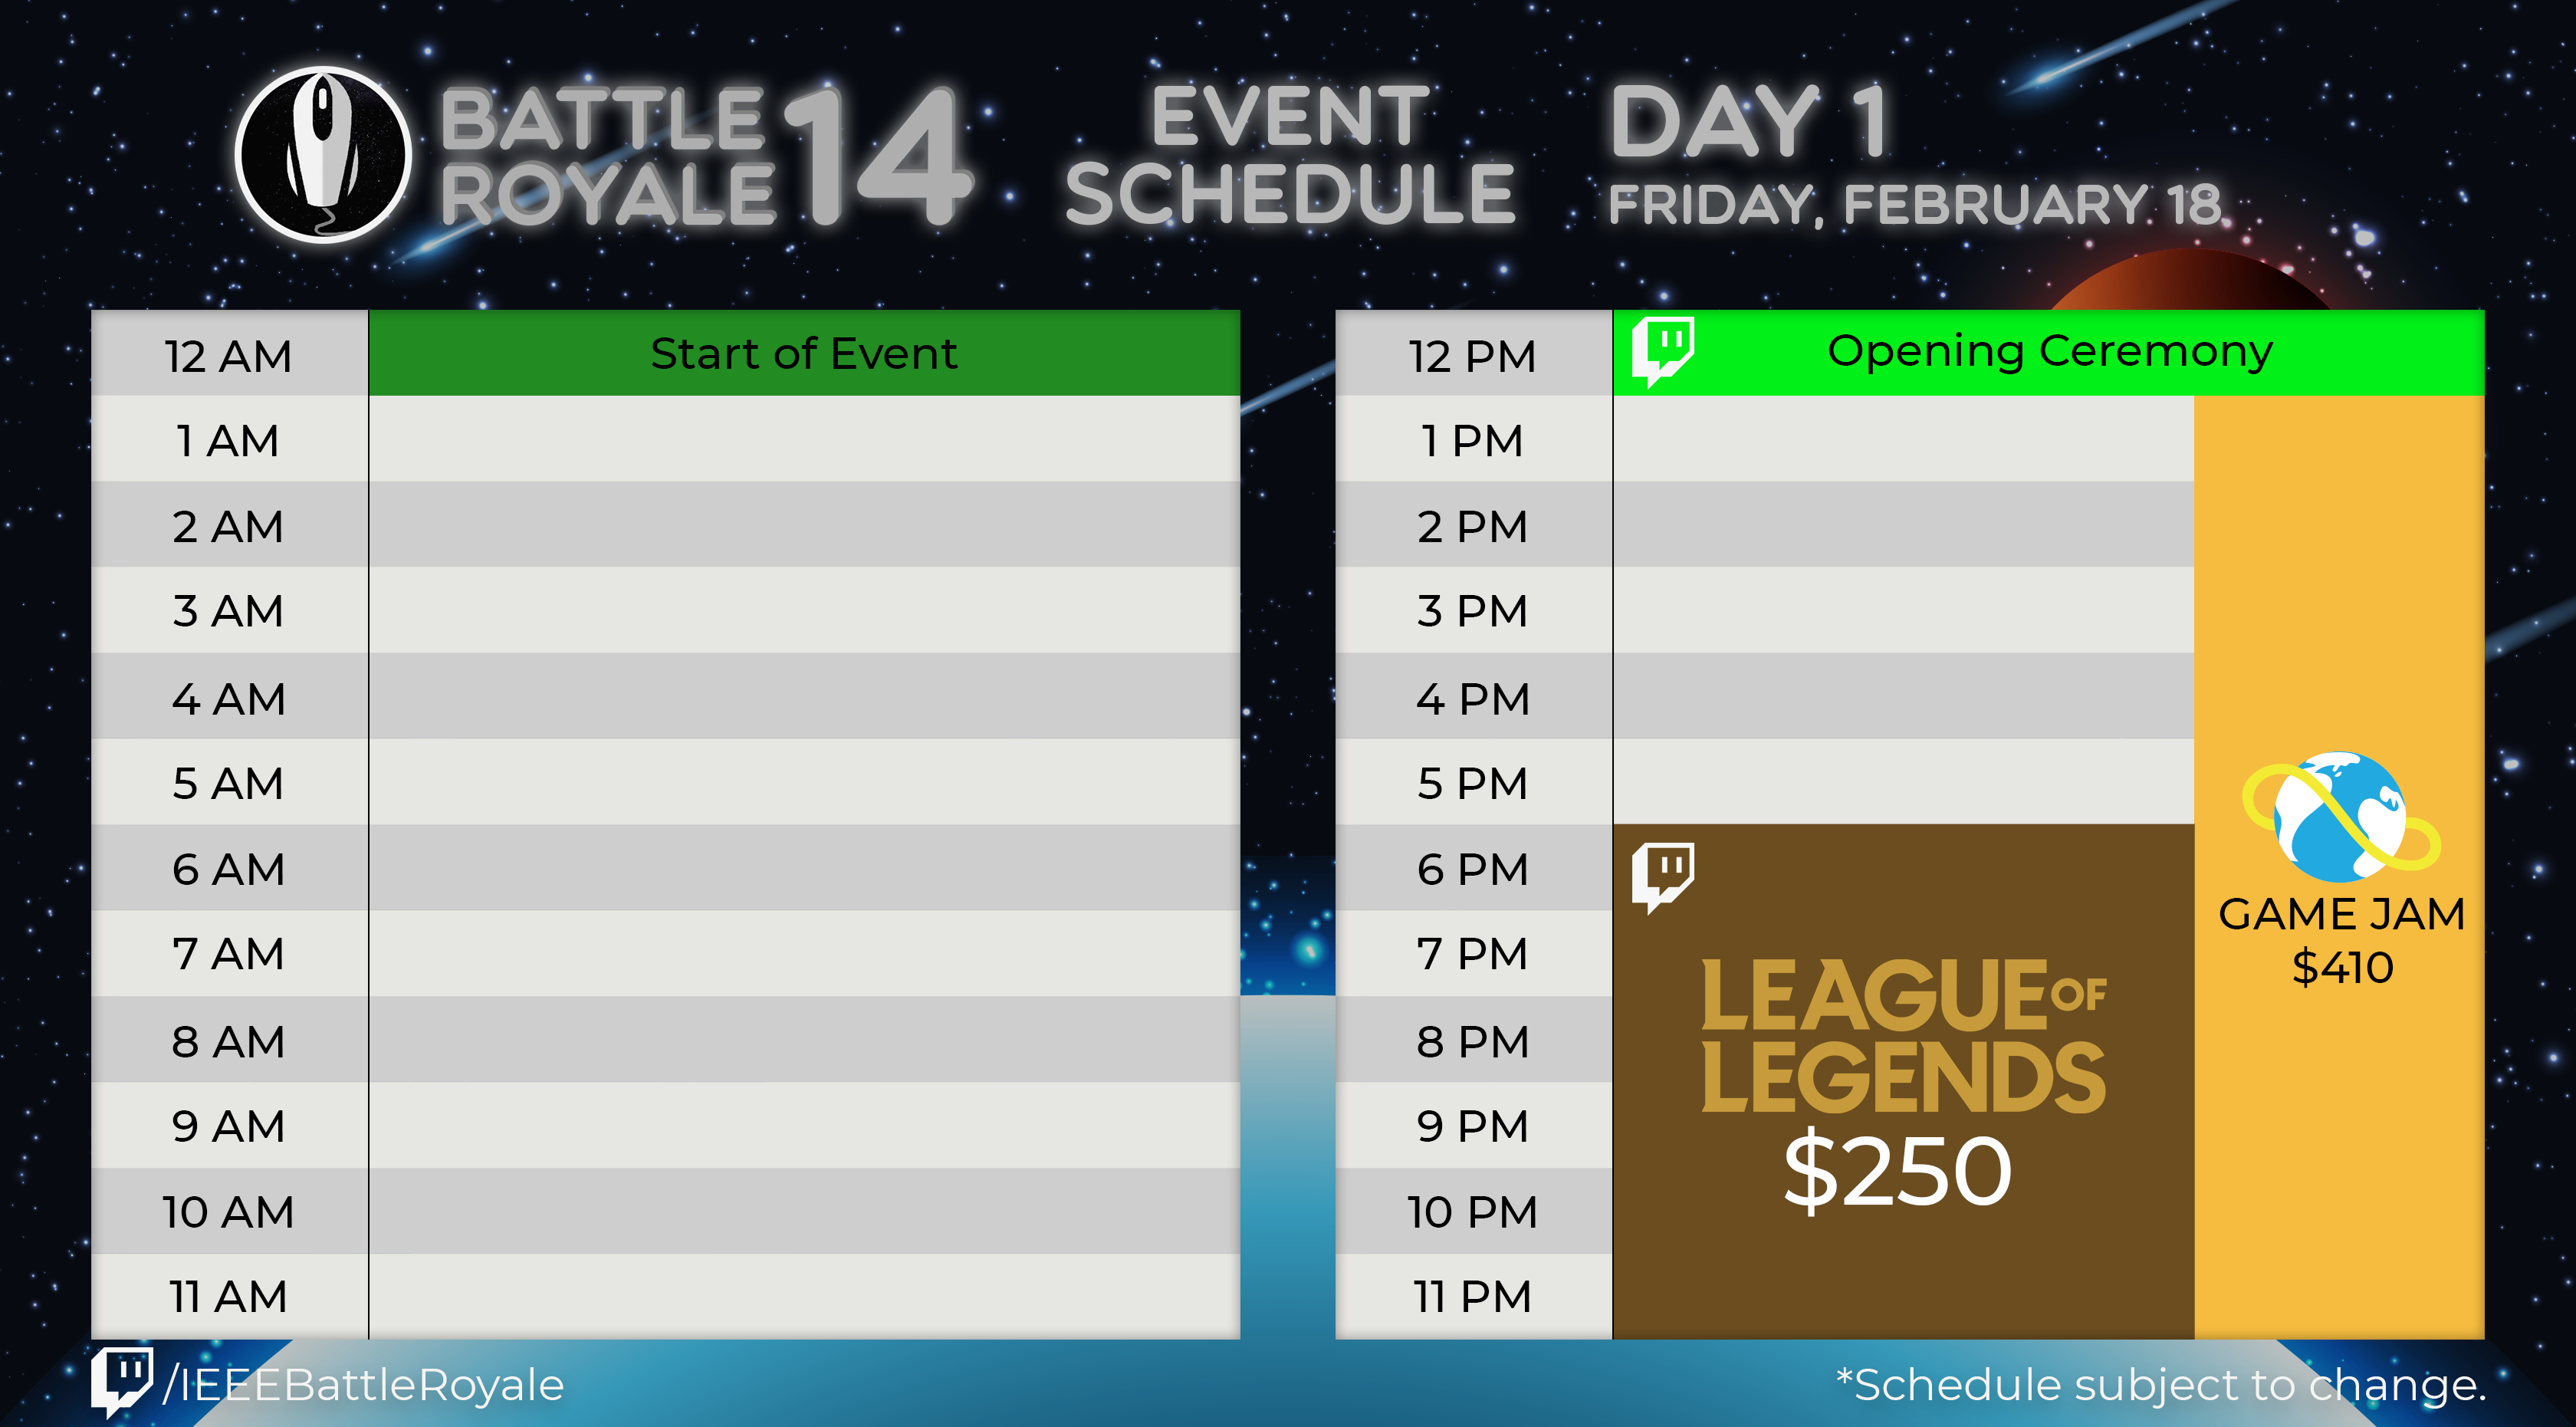 BATTLE
ROYALE 14
EVENT
SCHEDULE
DAY 1
FRIDAY, FEBRUARY 18
12 AM Start of Event
1 AM
2 AM
3 AM
4 AM
5 AM
6 AM
7 AM
8 AM
9 AM
10 AM
11 AM
12 PM Opening Ceremony
1 PM
2 PM
3 PM
4 PM
5 PM
6 PM
7 PM
8 PM
9 PM
10 PM
11 PM
LEAGUE OF
LEGENDS
$250
GAME JAM
$410
/IEEEBattleRoyale
*Schedule subject to change.